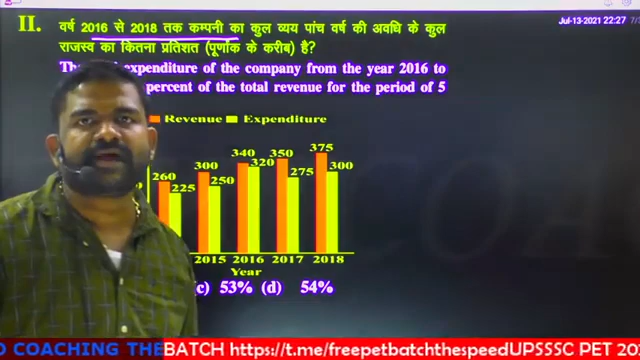 Jul-13-2021 22:27
II. वर्ष 2016 से 2018 तक कम्पनी का कुल व्यय पांच वर्ष की अवधि के कुल
राजस्व का कितना प्रतिशत (पूर्णांक के करीब) है?
The expenditure of the company from the year 2016 to
percent of the total revenue for the period of 5
Revenue Expenditure
260 225 300 250 340 320 350 275 375 300
2015 2016 2017 2018
Year
(c) 53% (d) 54%
COACHING THE BATCH https://t.me/freepetbatchthespeedUPSSSC PET 20